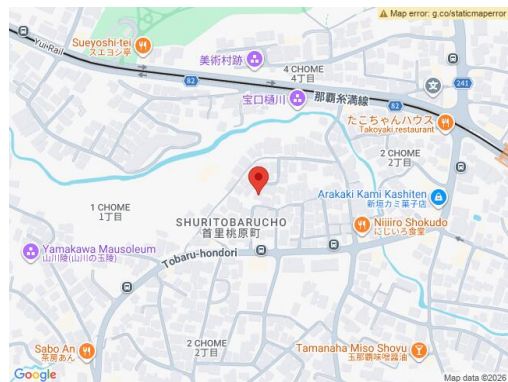 Map error: g.co/staticmaperror
Yui-Rail
Sueyoshi-tei
スエヨシ亭
美術村跡
82
4 CHOME
4丁目
241
宝口樋川
那覇糸満線
82
たこちゃんハウス
Takoyaki restaurant
2 CHOME
2丁目
Arakaki Kami Kashiten
新垣カミ菓子店
1 CHOME
1丁目
SHURITOBARUCHO
首里桃原町
Niiiiro Shokudo
にじいろ食室
Yamakawa Mausoleum
山川陵(山川の玉陵)
Tobaru-hondori
Sabo An
茶房あん
2 CHOME
2丁目
Tamanaha Miso Shoyu
玉那覇味噌醤油
Google
Map data ©2026